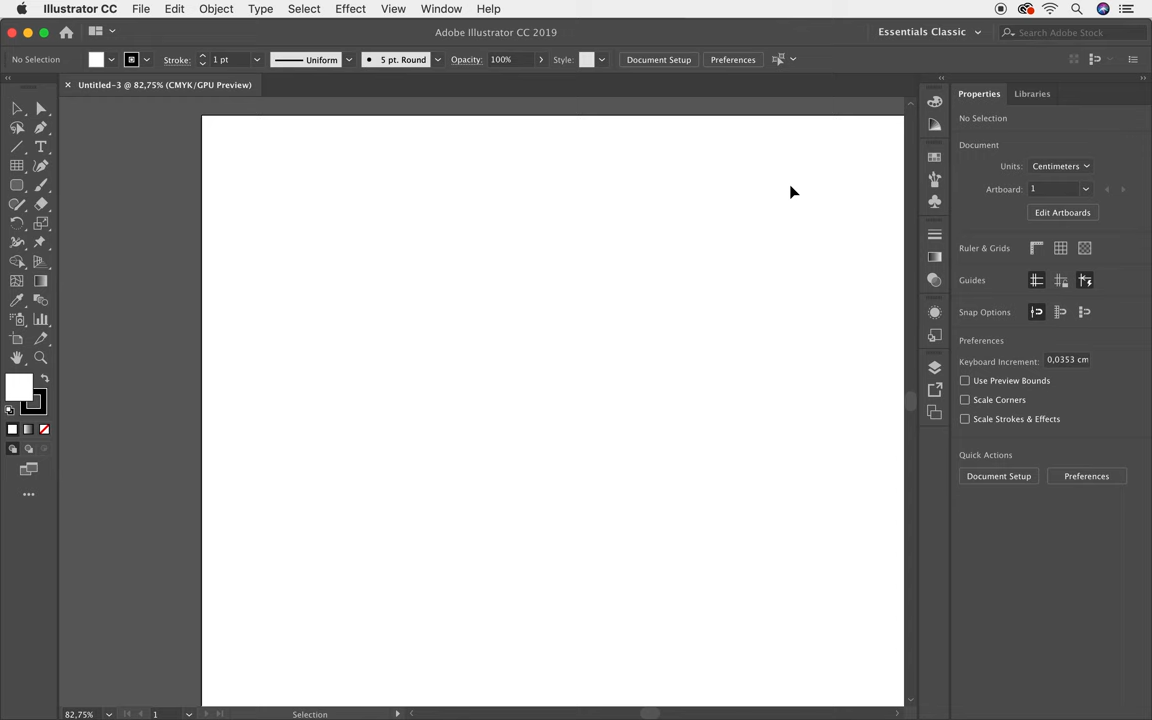 Illustrator CC File Edit Object Type Select Effect View Window Help
Adobe Illustrator CC 2019
Essentials Classic
Search Adobe Stock
No Selection
Stroke: 1 pt
Uniform
5 pt. Round
Opacity: 100%
Style:
Document Setup
Preferences
Untitled-3 @ 82,75% (CMYK/GPU Preview)
Properties
Libraries
No Selection
Document
Units: Centimeters
Artboard: 1
Edit Artboards
Ruler & Grids
Guides
Snap Options
Preferences
Keyboard Increment: 0,0353 cm
Use Preview Bounds
Scale Corners
Scale Strokes & Effects
Quick Actions
Document Setup
Preferences
82,75%
1
Selection